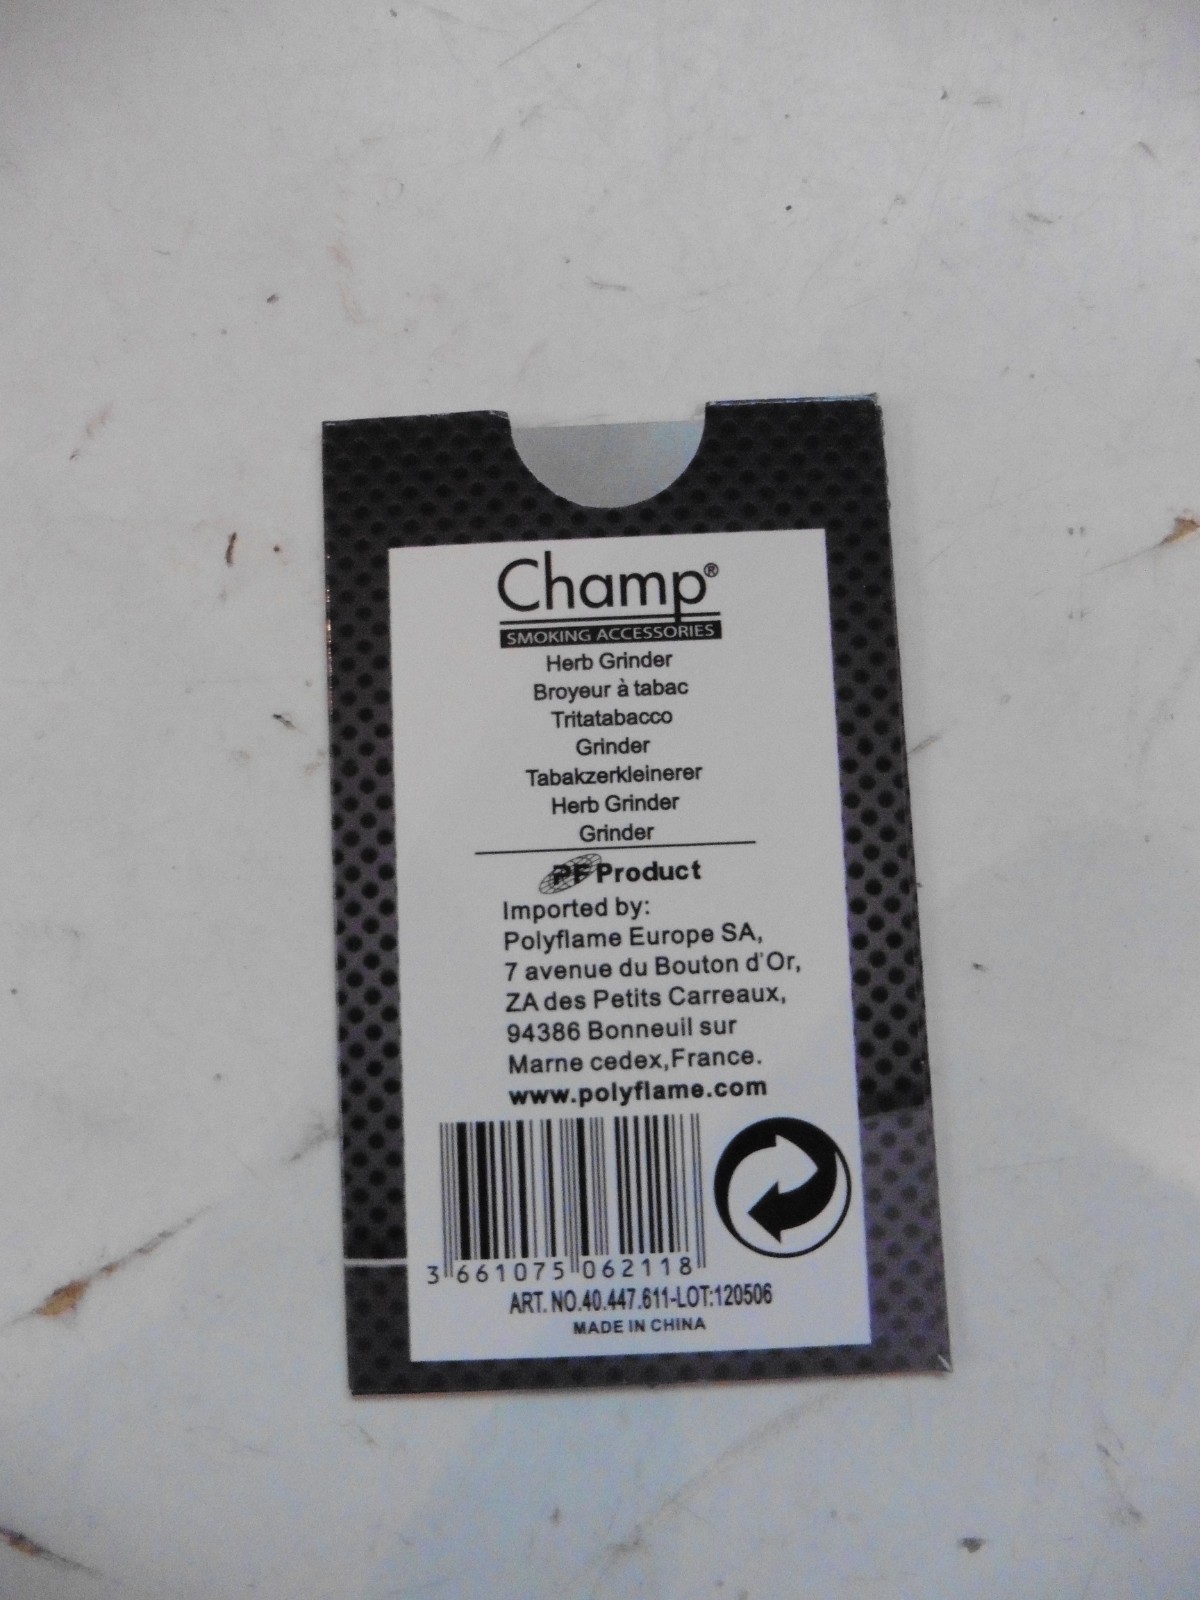 Champ®
SMOKING ACCESSORIES
Herb Grinder
Broyeur à tabac
Tritatabacco
Grinder
Tabakzerkleinerer
Herb Grinder
Grinder
PF Product
Imported by:
Polyflame Europe SA,
7 avenue du Bouton d'Or,
ZA des Petits Carreaux,
94386 Bonneuil sur
Marne cedex,France.
www.polyflame.com
3 661075 062118
ART. NO.40.447.611-LOT:120506
MADE IN CHINA